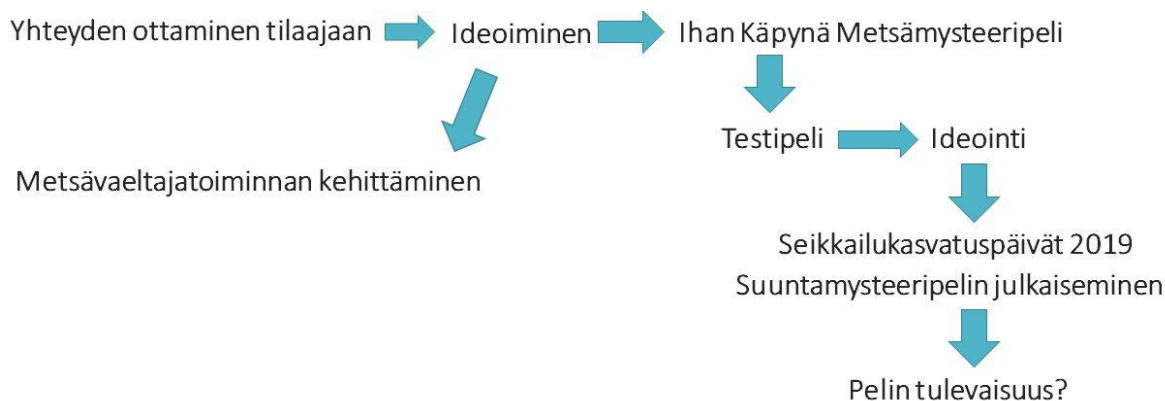 Yhteyden ottaminen tilaajaan
Ideoiminen
Ihan Käpynä Metsämysteeripeli
Testipeli
Ideointi
Metsävaeltajatoiminnan kehittäminen
Seikkailukasvatuspäivät 2019
Suuntamysteeripelin julkaiseminen
Pelin tulevaisuus?